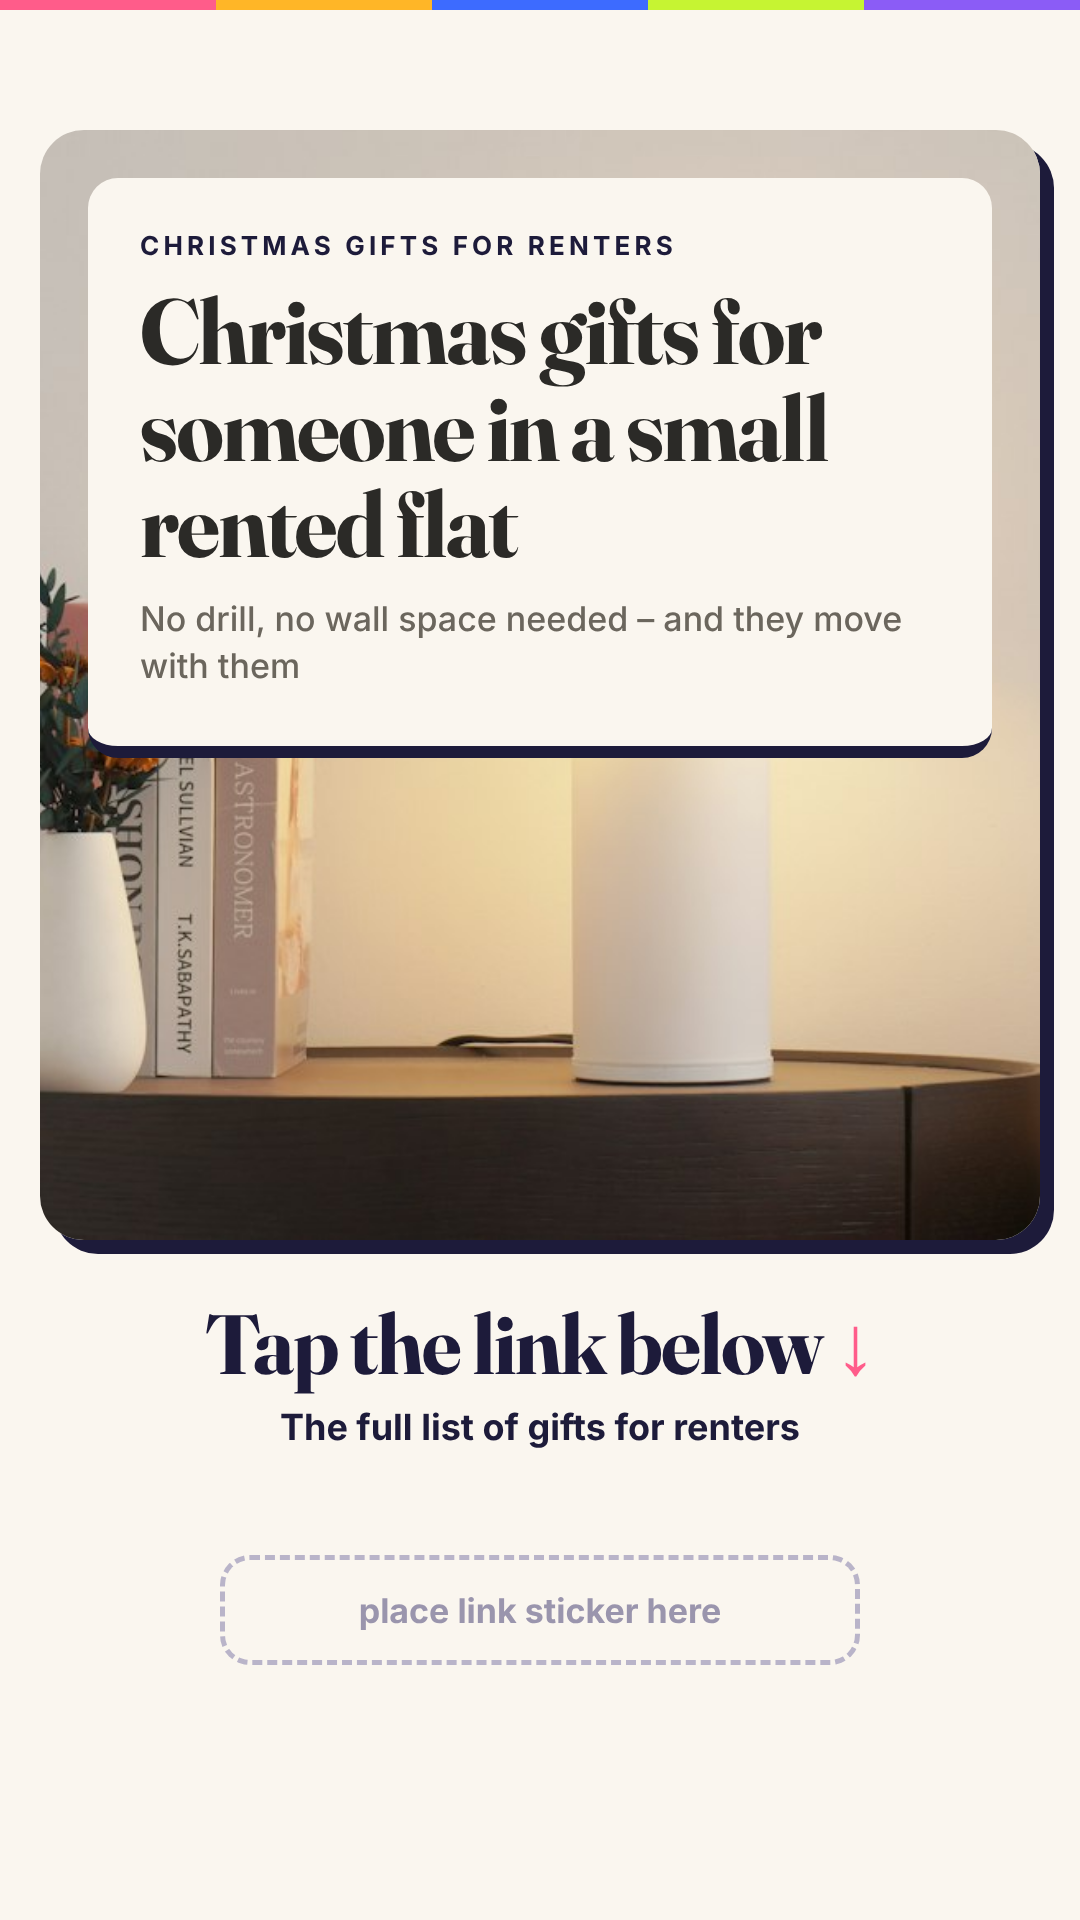 CHRISTMAS GIFTS FOR RENTERS
Christmas gifts for
someone in a small
rented flat
No drill, no wall space needed – and they move
with them
EL SULLVIAN
T.K.SABAPATHY
ASTRONOMER
Tap the link below ↓
The full list of gifts for renters
place link sticker here